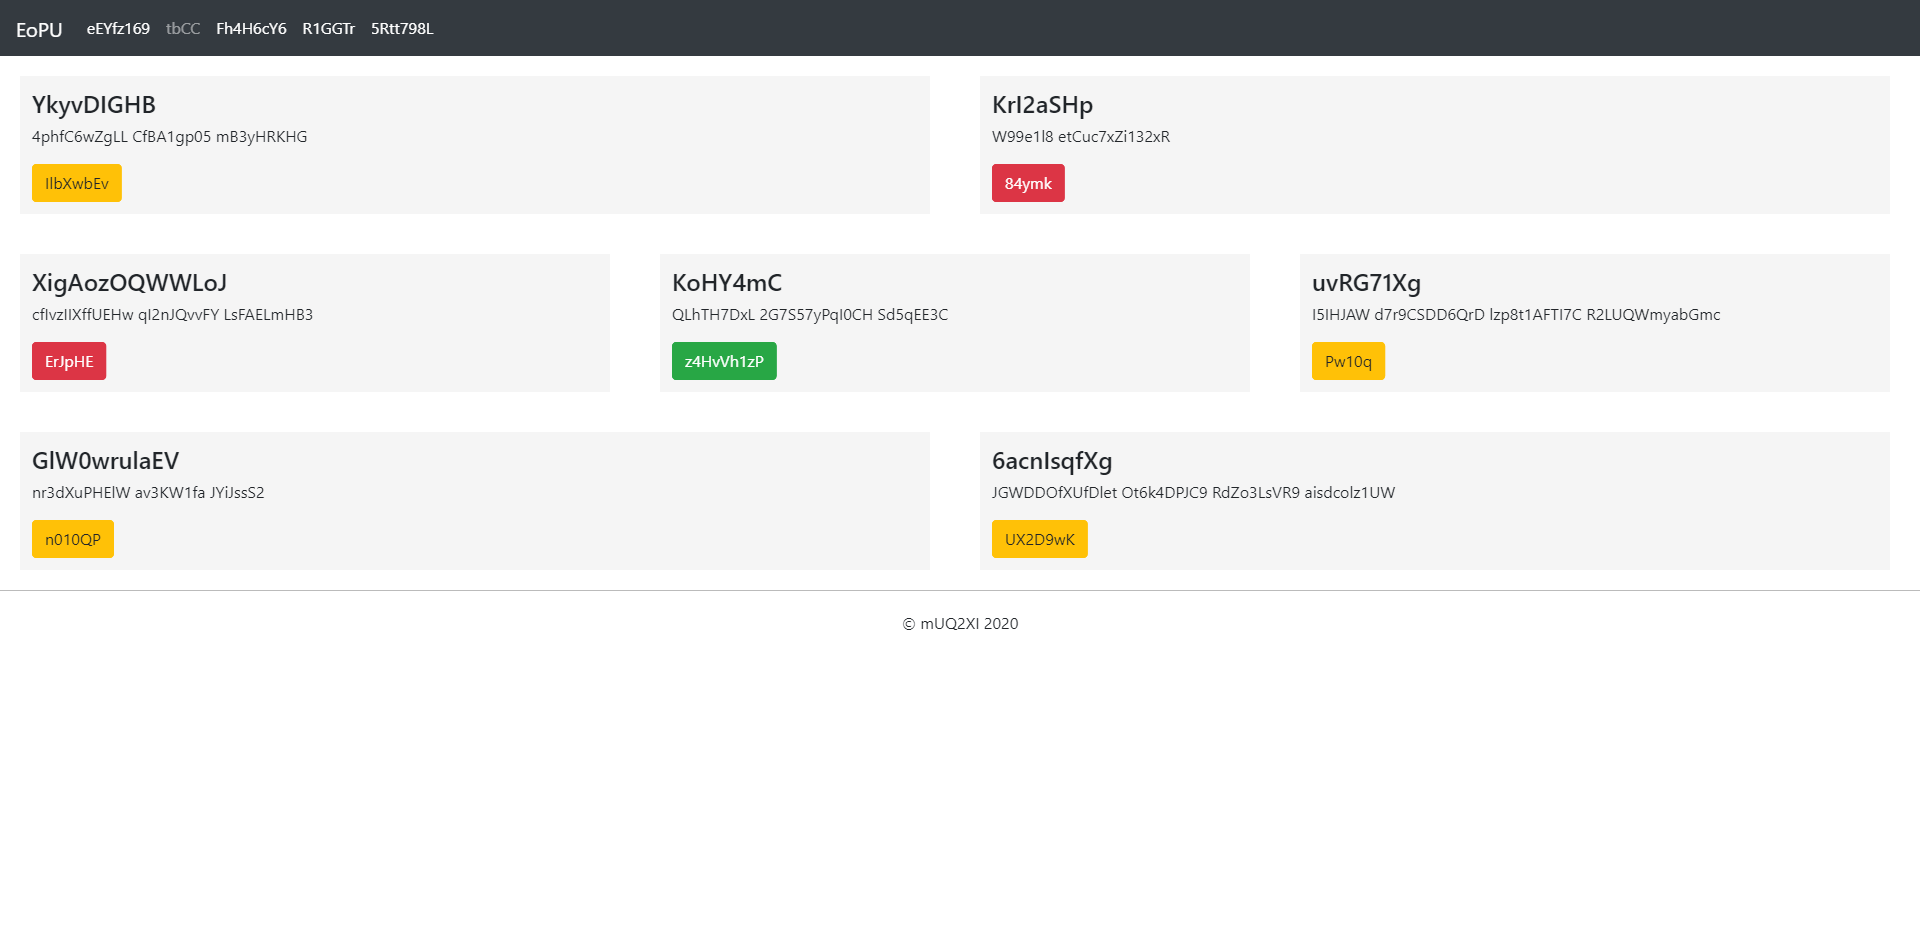 EoPU eEYfz169 tbCC Fh4H6cY6 R1GGTr 5Rtt798L
YkyvDIGHB
4phfC6wZgLL CfBA1gp05 mB3yHRKHG
IlbXwbEv
KrI2aSHp
W99e1l8 etCuc7xZi132xR
84ymk
XigAozOQWWLoJ
cfIvzIIXffUEHw qI2nJQvvFY LsFAELmHB3
ErJpHE
KoHY4mC
QLhTH7DxL 2G7S57yPqI0CH Sd5qEE3C
z4HvVh1zP
uvRG71Xg
I5IHJAW d7r9CSDD6QrD lzp8t1AFTI7C R2LUQWmyabGmc
Pw10q
GlW0wrulaEV
nr3dXuPHElW av3KW1fa JYiJssS2
n010QP
6acnIsqfXg
JGWDDOfXUfDlet Ot6k4DPJC9 RdZo3LsVR9 aisdcolz1UW
UX2D9wK
© mUQ2XI 2020